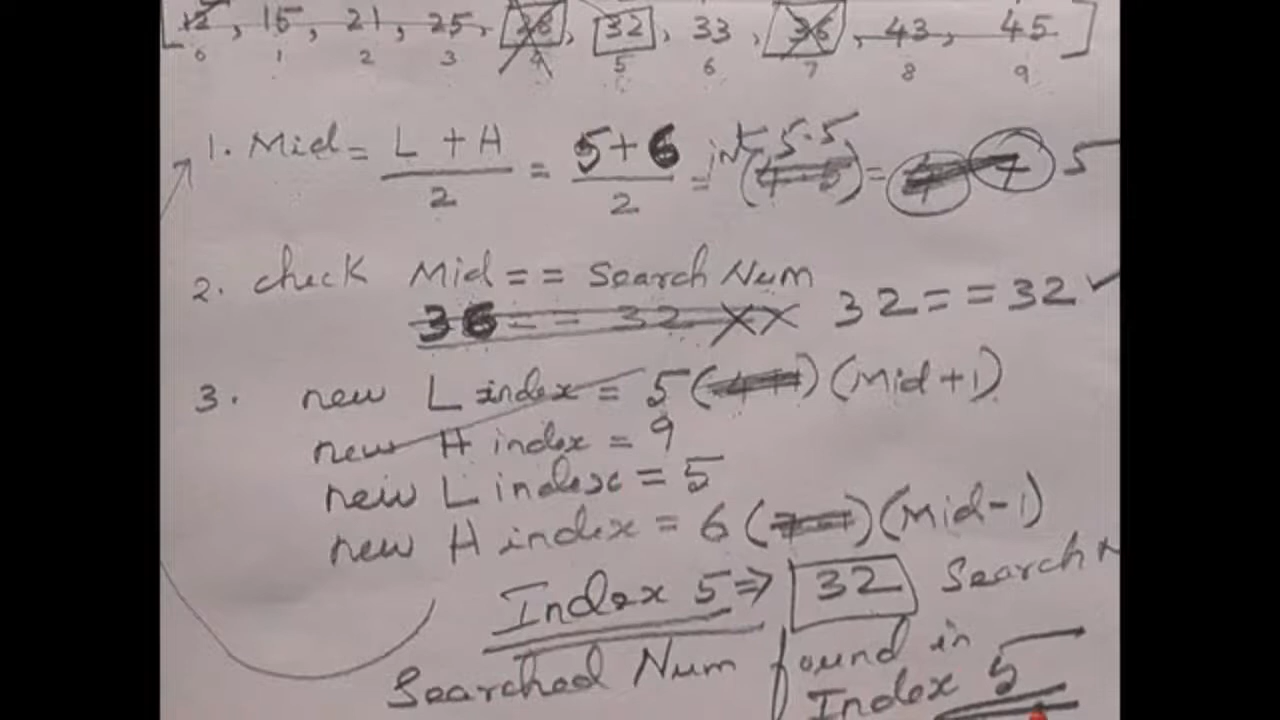 [12, 15, 21, 25, 28, 32, 33, 36, 43, 45]
0 1 2 3 4 5 6 7 8 9
1. Mid = L + H / 2 = 5+6 / 2 = int 5.5 (4.5) = 5
2. check Mid == Search Num
36 == 32 XX 32 == 32 ✓
3. new L index = 5 ( ) (Mid+1)
new H index = 9
new L index = 5
new H index = 6 ( ) (Mid-1)
Index 5 ⇒ 32 Search
Searched Num found in
Index 5